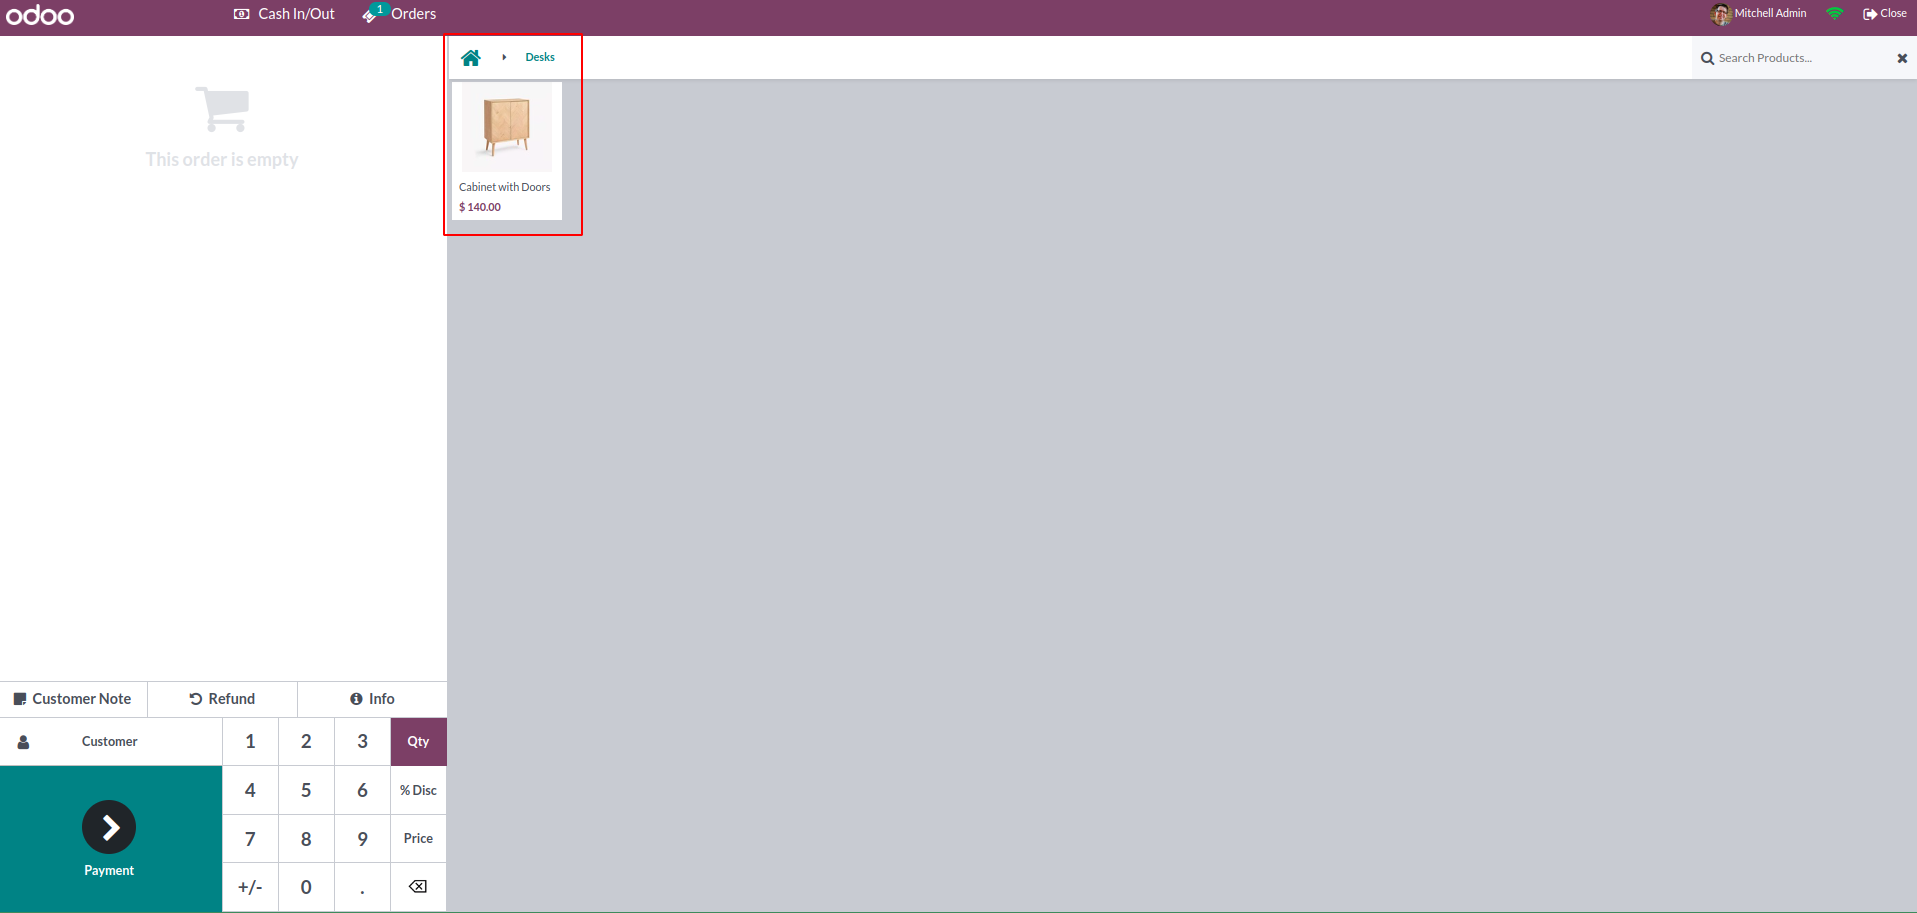 odoo
Cash In/Out
1
Orders
Mitchell Admin
Close
Desks
Search Products...
This order is empty
Cabinet with Doors
$ 140.00
Customer Note
Refund
Info
Customer
1 2 3 Qty
4 5 6 % Disc
7 8 9 Price
+/- 0 .
Payment